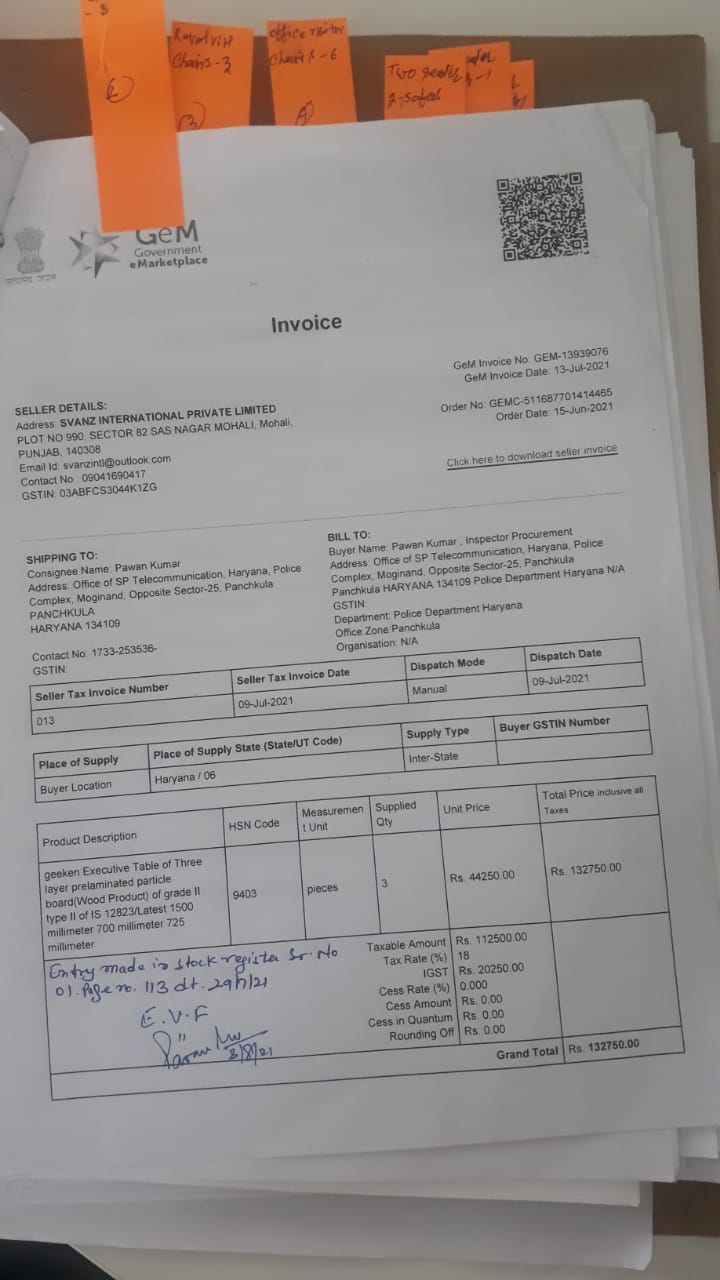 - 3
Revolving
Chairs-3
3
office visitor
Chairs-6
A
Two seater
2-sofas
GeM
Government
eMarketplace
Invoice
GeM Invoice No: GEM-13939076
GeM Invoice Date: 13-Jul-2021
Order No: GEMC-511687701414465
Order Date: 15-Jun-2021
Click here to download seller invoice
SELLER DETAILS:
Address: SVANZ INTERNATIONAL PRIVATE LIMITED
PLOT NO 990, SECTOR 82 SAS NAGAR MOHALI, Mohali,
PUNJAB, 140308
Email Id: svanzintl@outlook.com
Contact No : 09041690417
GSTIN: 03ABFCS3044K1ZG
SHIPPING TO:
Consignee Name: Pawan Kumar
Address: Office of SP Telecommunication, Haryana, Police
Complex, Moginand, Opposite Sector-25, Panchkula
PANCHKULA
HARYANA 134109
Contact No: 1733-253536-
GSTIN:
BILL TO:
Buyer Name: Pawan Kumar , Inspector Procurement
Address: Office of SP Telecommunication, Haryana, Police
Complex, Moginand, Opposite Sector-25, Panchkula
Panchkula HARYANA 134109 Police Department Haryana N/A
GSTIN:
Department: Police Department Haryana
Office Zone:Panchkula
Organisation: N/A
Seller Tax Invoice Number Seller Tax Invoice Date Dispatch Mode Dispatch Date
013 09-Jul-2021 Manual 09-Jul-2021
Place of Supply Place of Supply State (State/UT Code) Supply Type Buyer GSTIN Number
Buyer Location Haryana / 06 Inter-State
Product Description HSN Code Measuremen
t Unit Supplied
Qty Unit Price Total Price inclusive all
Taxes
geeken Executive Table of Three
layer prelaminated particle
board(Wood Product) of grade II
type II of IS 12823/Latest 1500
millimeter 700 millimeter 725
millimeter
9403 pieces 3 Rs. 44250.00 Rs. 132750.00
Taxable Amount Rs. 112500.00
Tax Rate (%) 18
IGST Rs. 20250.00
Cess Rate (%) 0.000
Cess Amount Rs. 0.00
Cess in Quantum Rs. 0.00
Rounding Off Rs. 0.00
Grand Total Rs. 132750.00
Entry made in stock register Sr. No
01. Page no. 113 dt. 29/7/21
E.V.F
3/8/21